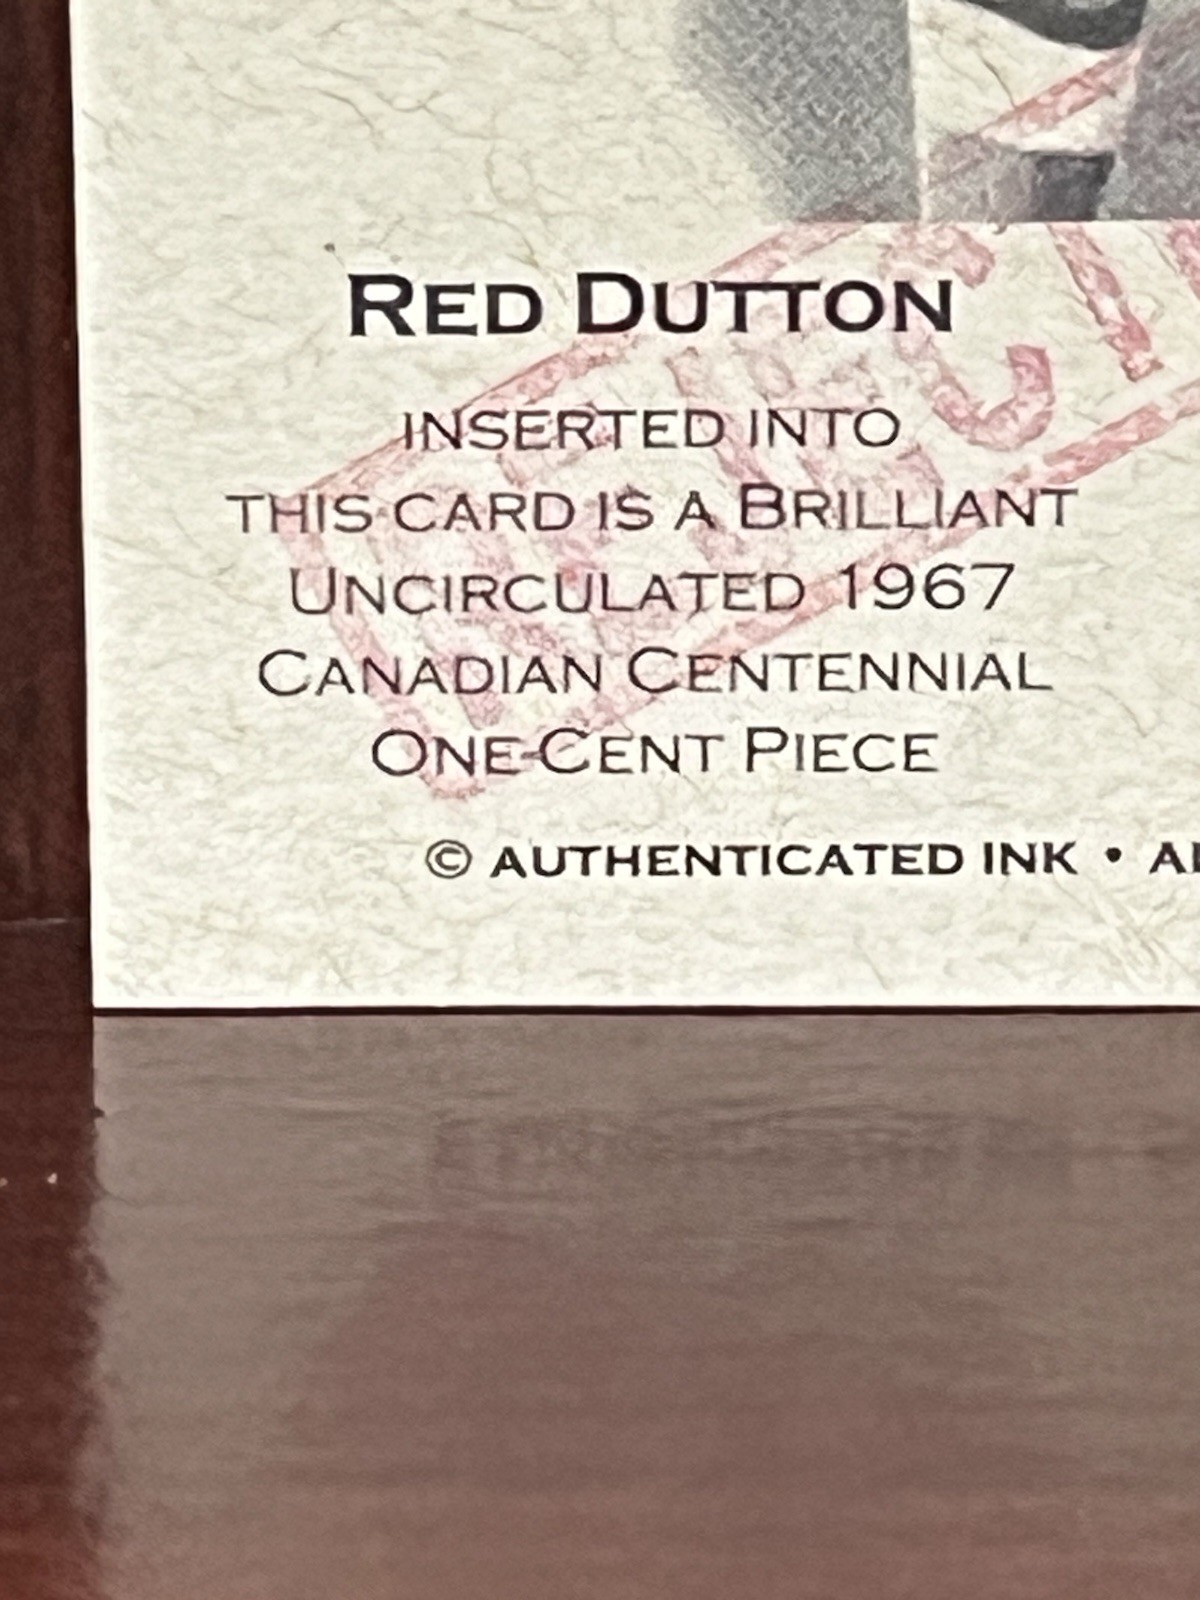 RED DUTTON
INSERTED INTO
THIS CARD IS A BRILLIANT
UNCIRCULATED 1967
CANADIAN CENTENNIAL
ONE-CENT PIECE
© AUTHENTICATED INK •